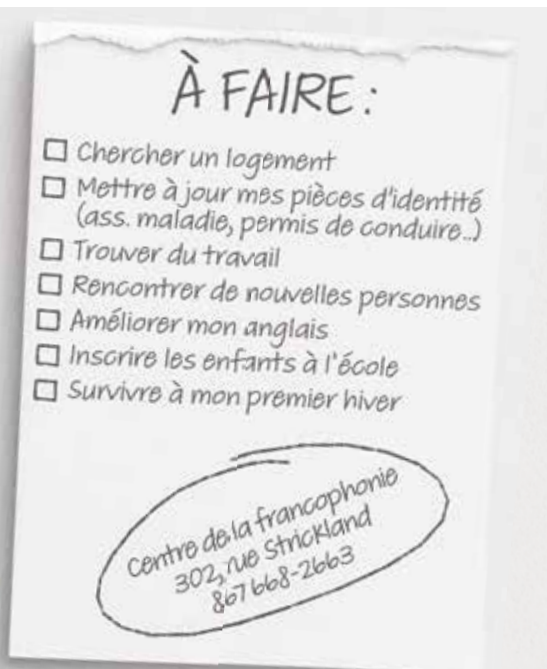 À FAIRE :
Chercher un logement
Mettre à jour mes pièces d'identité
(ass. maladie, permis de conduire...)
Trouver du travail
Rencontrer de nouvelles personnes
Améliorer mon anglais
Inscrire les enfants à l'école
Survivre à mon premier hiver
Centre de la francophonie
302, rue Strickland
867 668-2663